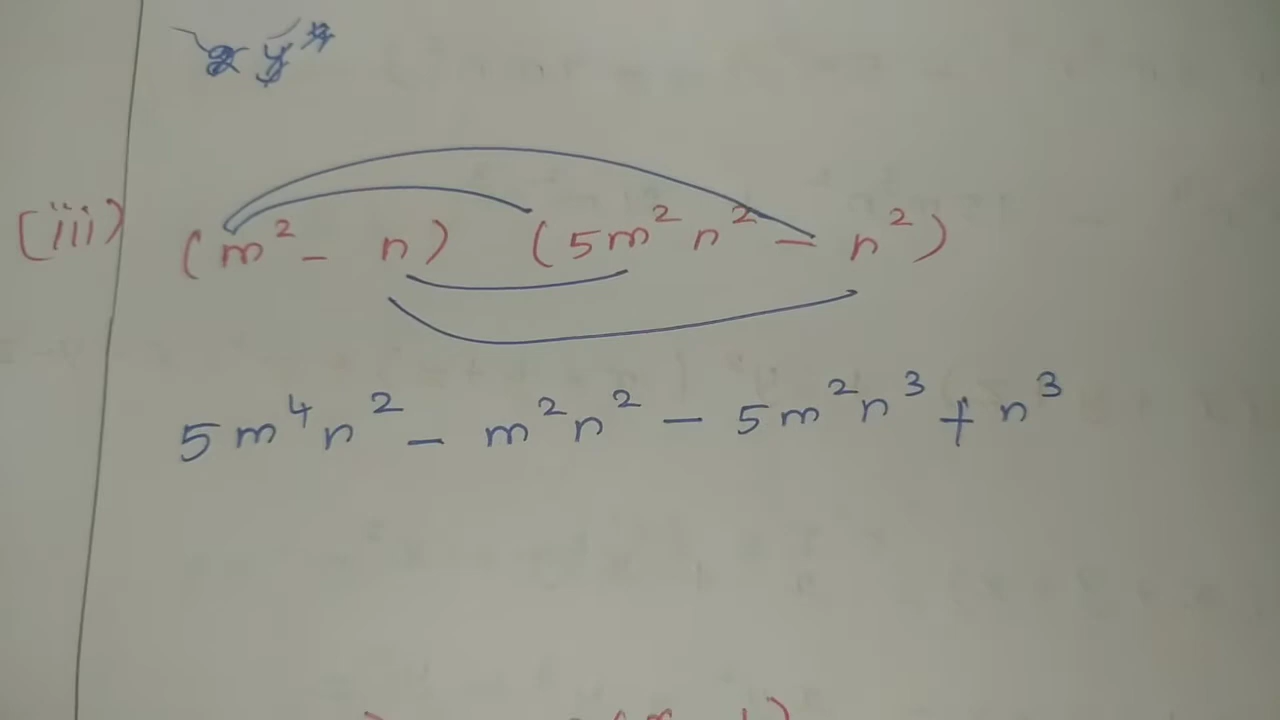 (iii) (m² - n) (5m²n² - n²)
5m⁴n² - m²n² - 5m²n³ + n³